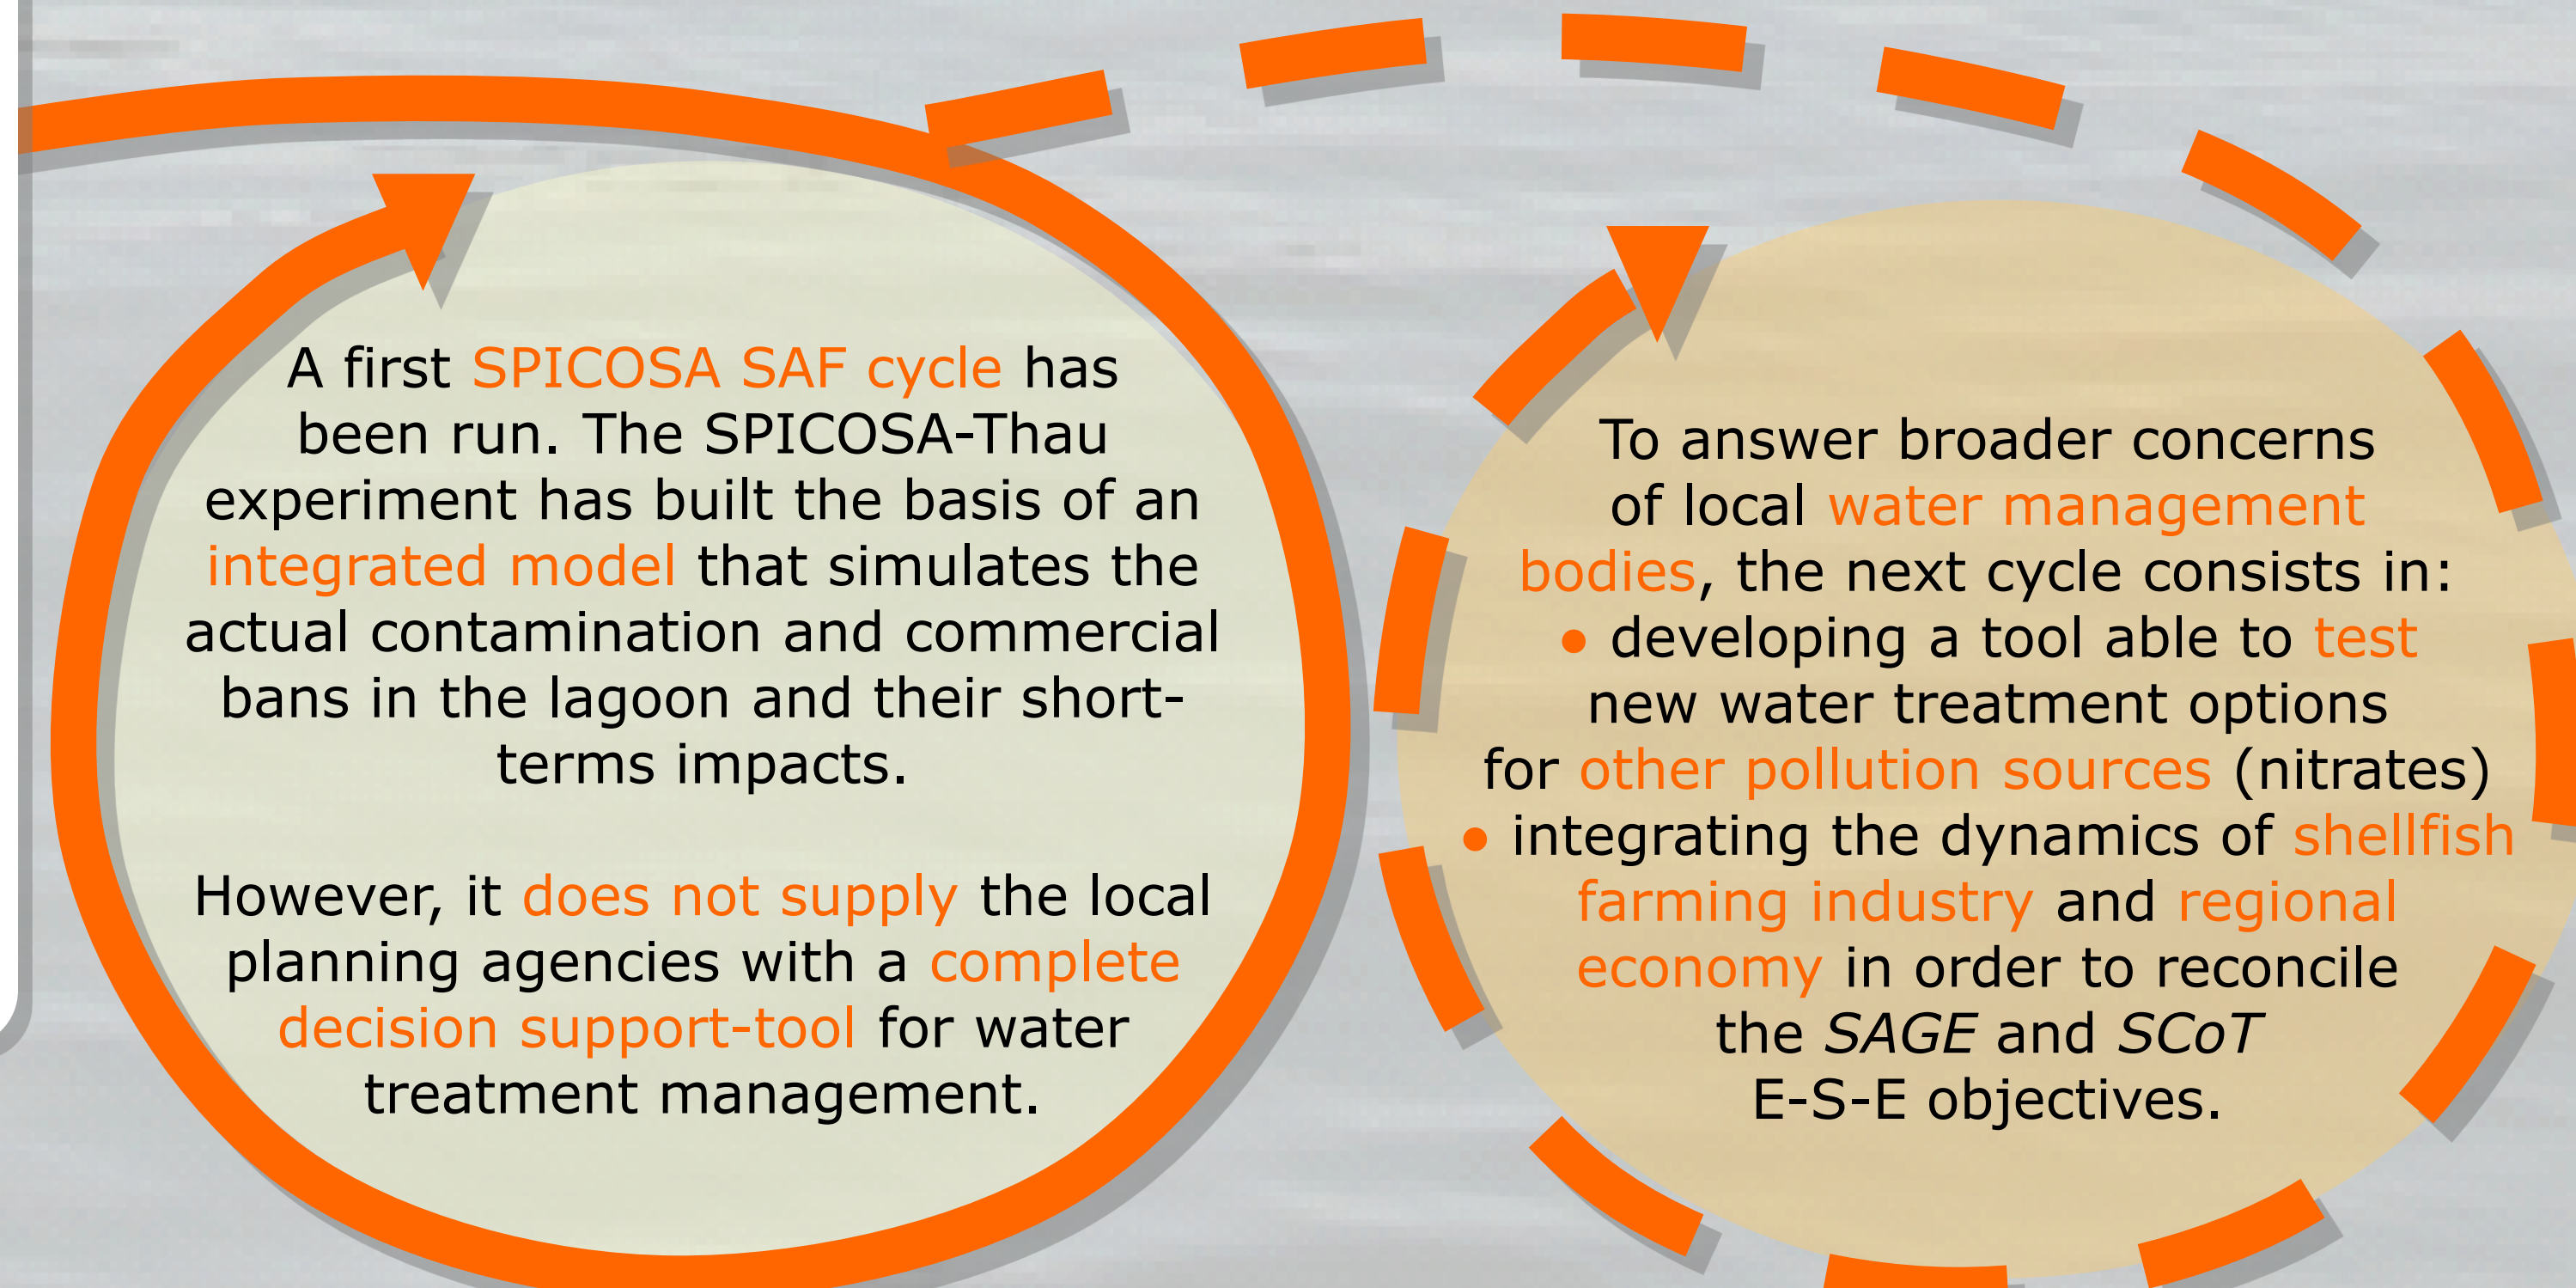 A first SPICOSA SAF cycle has
been run. The SPICOSA-Thau
experiment has built the basis of an
integrated model that simulates the
actual contamination and commercial
bans in the lagoon and their short-
terms impacts.
However, it does not supply the local
planning agencies with a complete
decision support-tool for water
treatment management.
To answer broader concerns
of local water management
bodies, the next cycle consists in:
• developing a tool able to test
new water treatment options
for other pollution sources (nitrates)
• integrating the dynamics of shellfish
farming industry and regional
economy in order to reconcile
the SAGE and SCoT
E-S-E objectives.